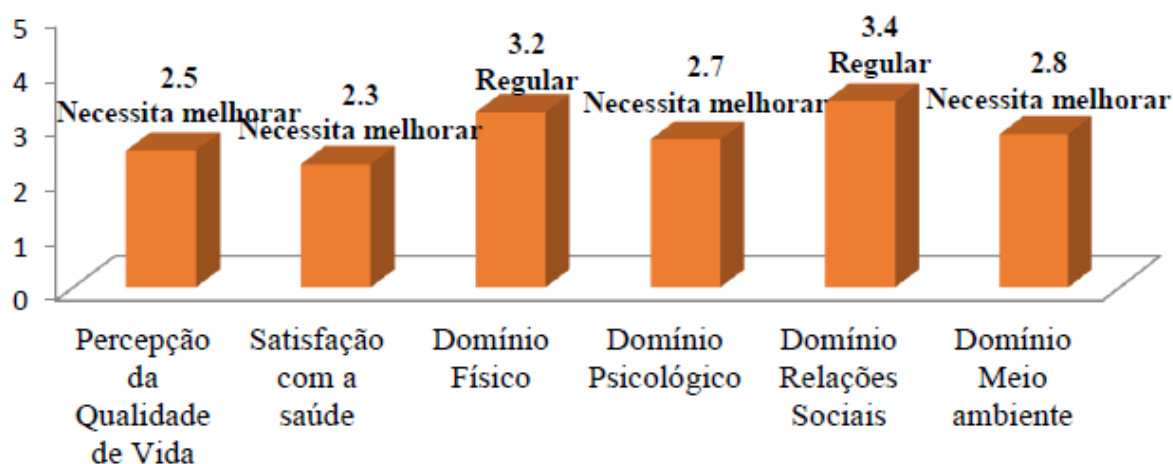 5
4
3
2
1
0
2.5
Necessita melhorar
2.3
Necessita melhorar
3.2
Regular
2.7
Necessita melhorar
3.4
Regular
2.8
Necessita melhorar
Percepção
da
Qualidade
de Vida
Satisfação
com a
saúde
Domínio
Físico
Domínio
Psicológico
Domínio
Relações
Sociais
Domínio
Meio
ambiente